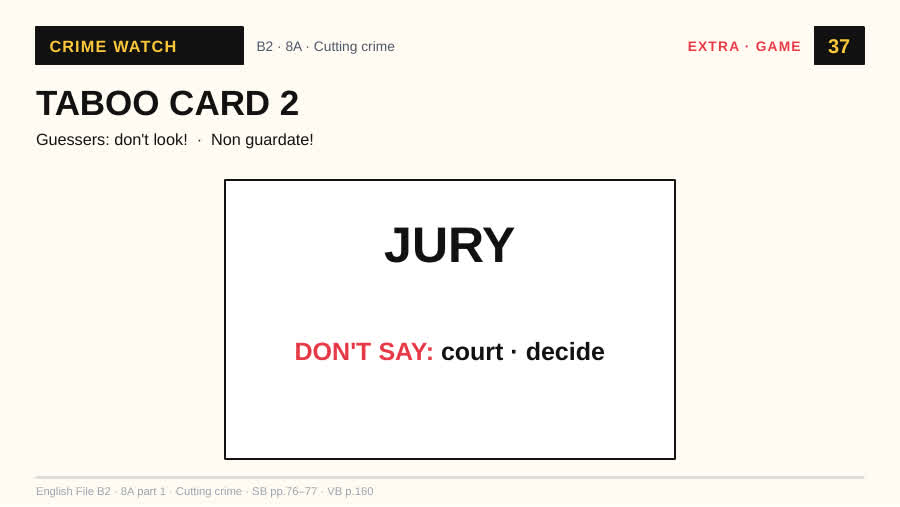 CRIME WATCH
B2 · 8A · Cutting crime
EXTRA · GAME
37
TABOO CARD 2
Guessers: don't look! · Non guardate!
JURY
DON'T SAY: court · decide
English File B2 · 8A part 1 · Cutting crime · SB pp.76–77 · VB p.160